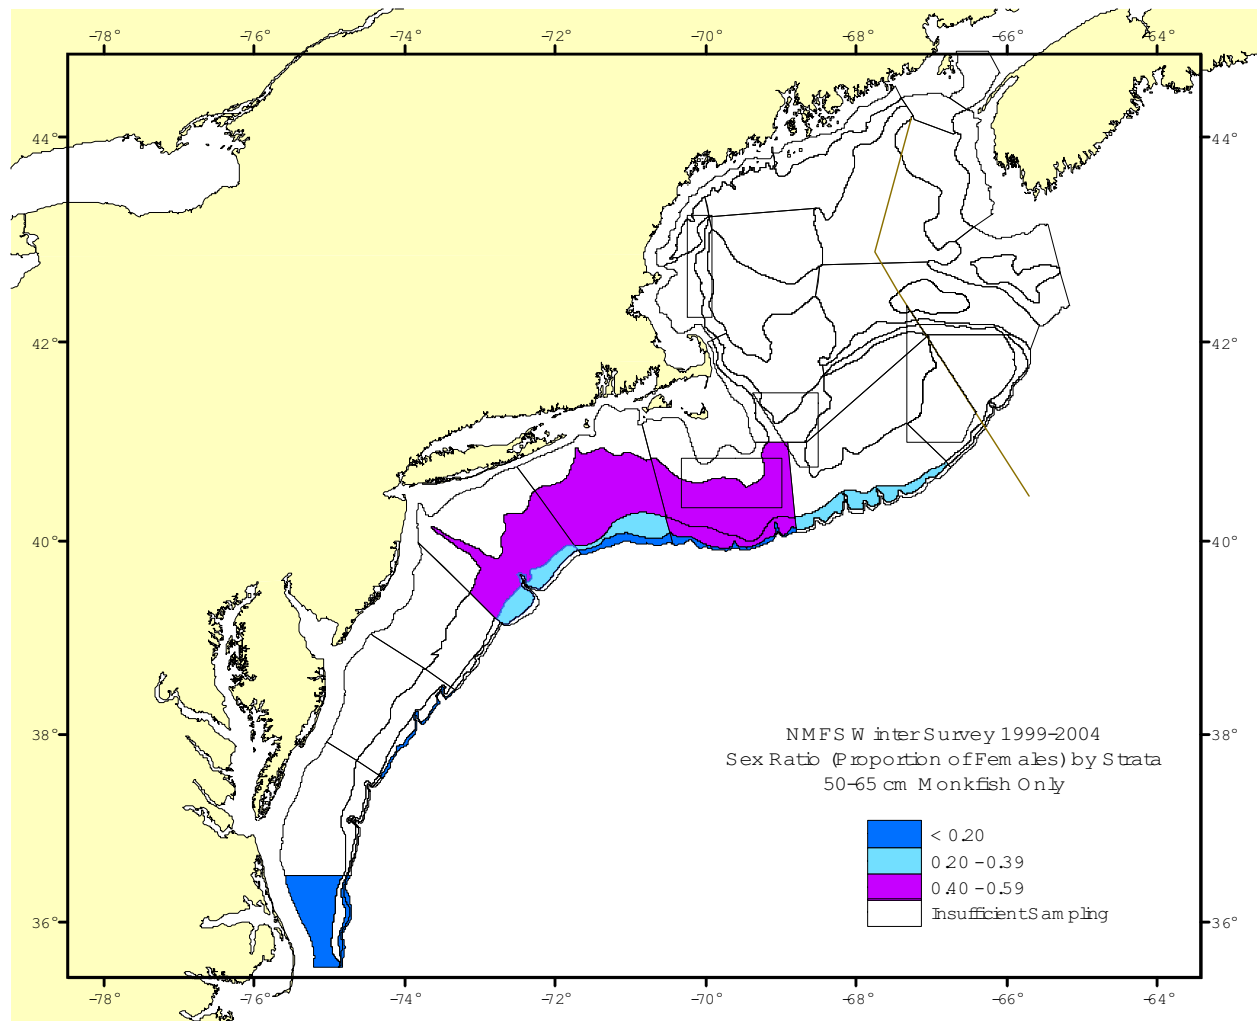 -78° -76° -74° -72° -70° -68° -66° -64°
44° 44°
42° 42°
40° 40°
38° 38°
36° 36°
NMFS Winter Survey 1999-2004
Sex Ratio (Proportion of Females) by Strata
50-65 cm Monkfish Only
< 0.20
0.20 - 0.39
0.40 - 0.59
Insufficient Sampling
-78° -76° -74° -72° -70° -68° -66° -64°